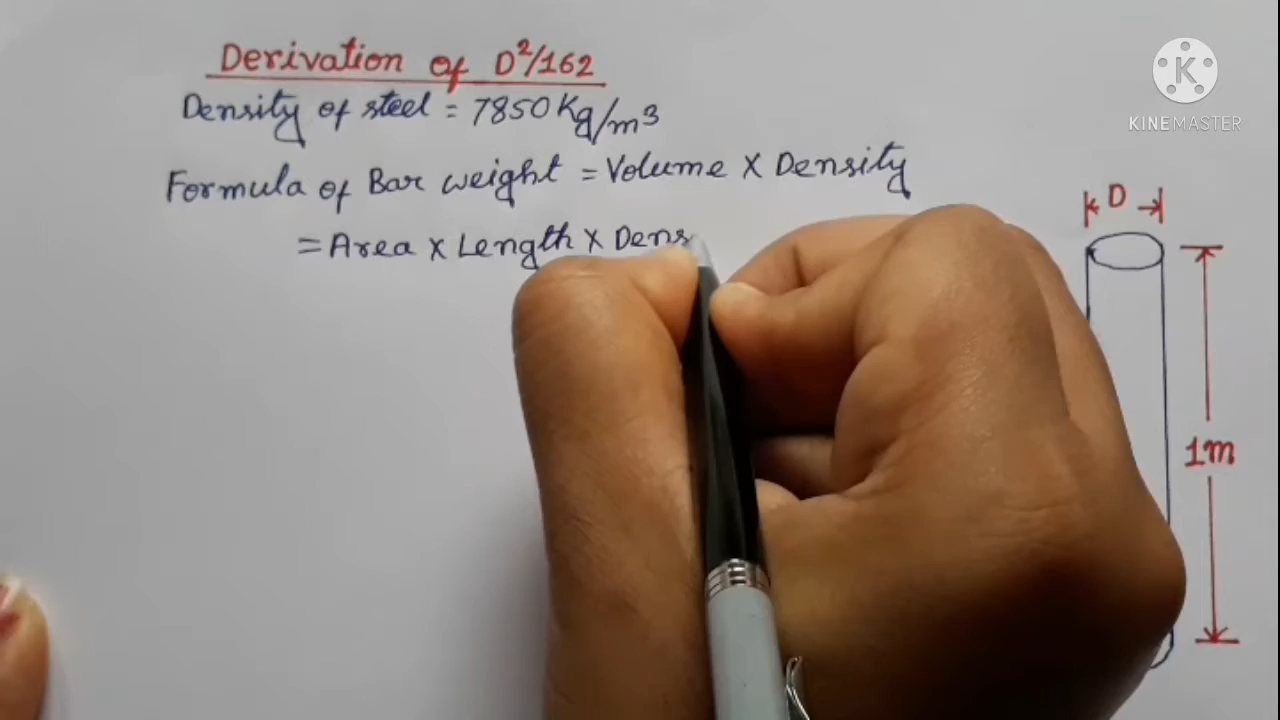 Derivation of D²/162
Density of steel = 7850 Kg/m3
Formula of Bar weight = Volume X Density
= Area X Length X Dens
D
1m
K
KINEMASTER